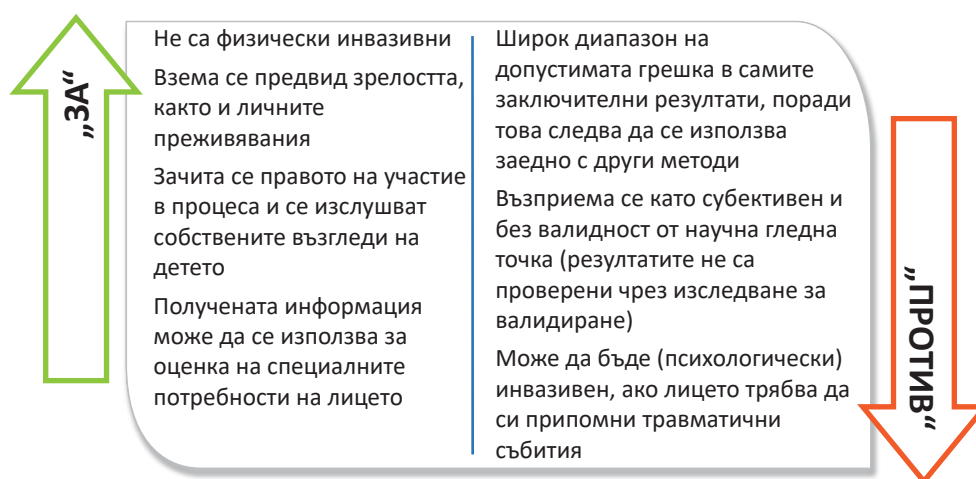 „ЗА“
Не са физически инвазивни
Взема се предвид зрелостта,
както и личните
преживявания
Зачита се правото на участие
в процеса и се изслушват
собствените възгледи на
детето
Получената информация
може да се използва за
оценка на специалните
потребности на лицето
Широк диапазон на
допустимата грешка в самите
заключителни резултати, поради
това следва да се използва
заедно с други методи
Възприема се като субективен и
без валидност от научна гледна
точка (резултатите не са
проверени чрез изследване за
валидиране)
Може да бъде (психологически)
инвазивен, ако лицето трябва да
си припомни травматични
събития
„ПРОТИВ“